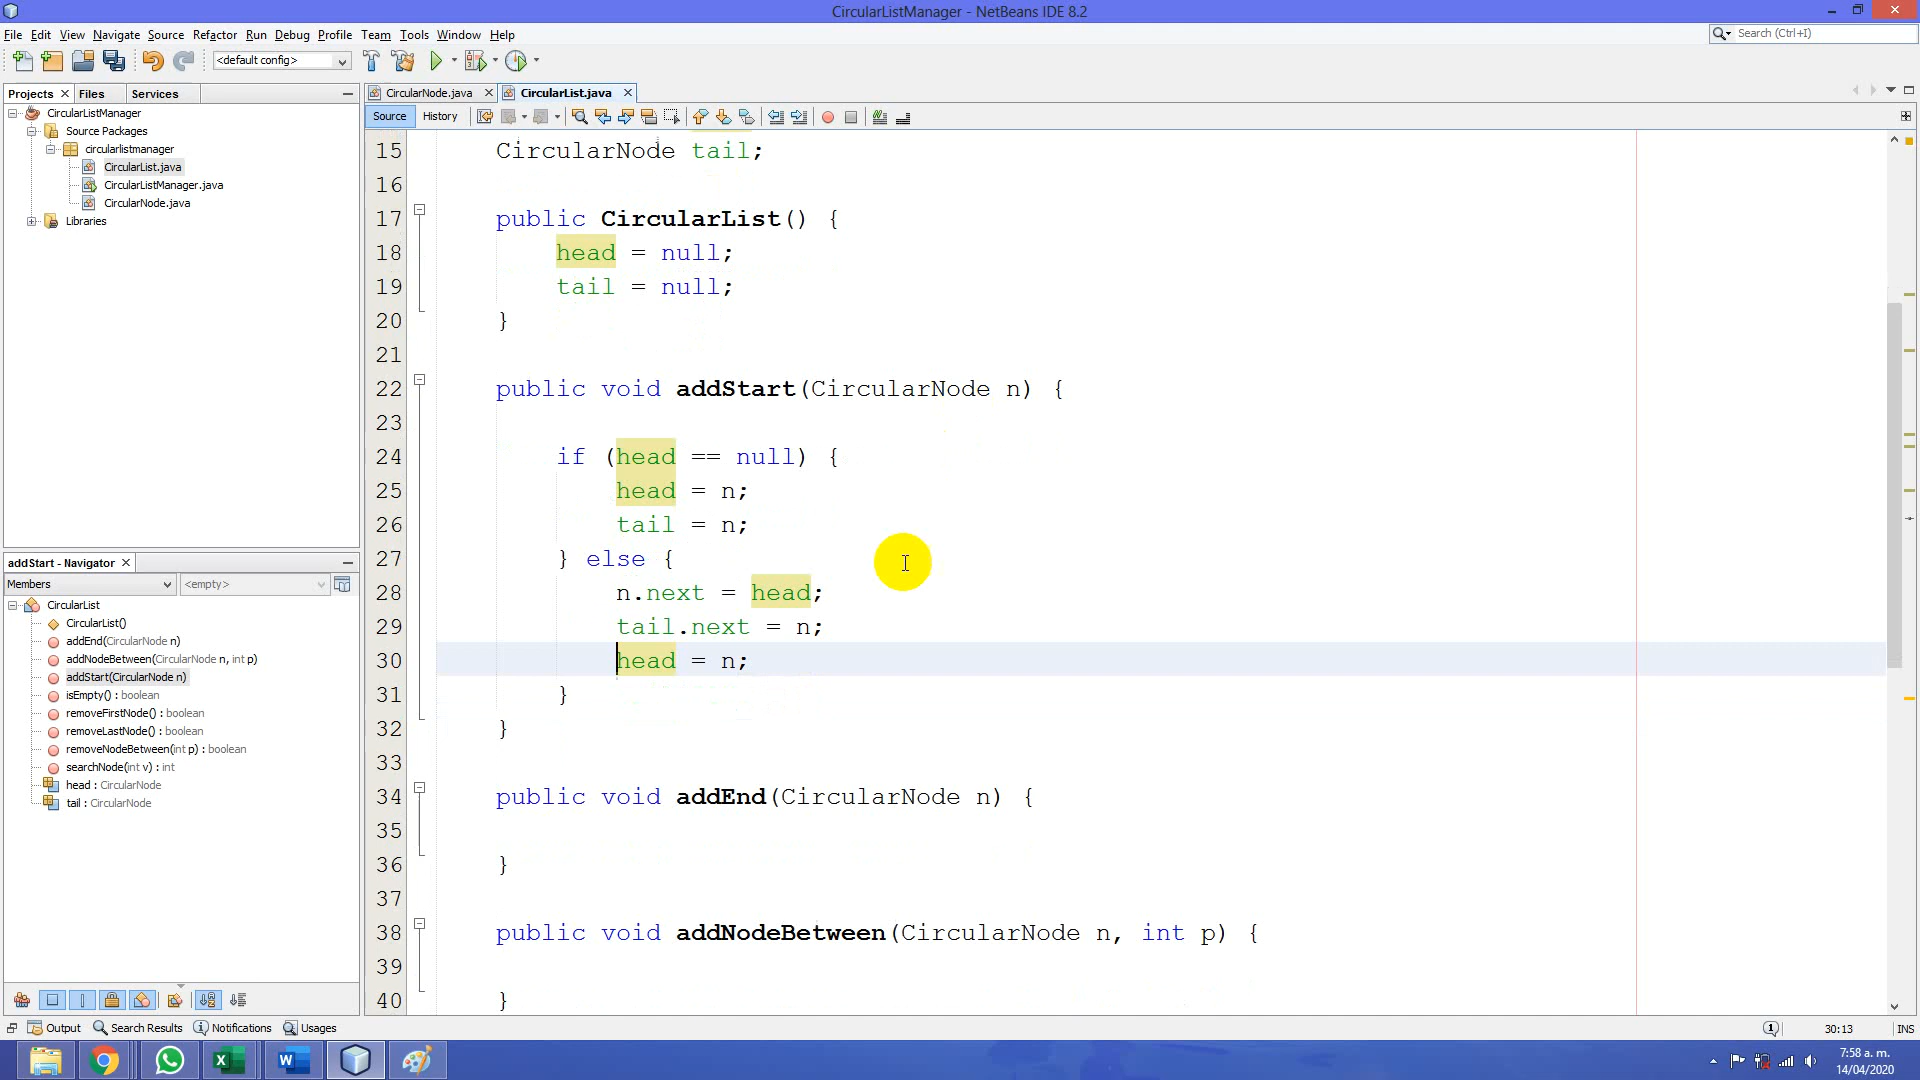 CircularListManager - NetBeans IDE 8.2
File Edit View Navigate Source Refactor Run Debug Profile Team Tools Window Help
Search (Ctrl+I)
<default config>
Projects Files Services
CircularListManager
Source Packages
circularlistmanager
CircularList.java
CircularListManager.java
CircularNode.java
Libraries
addStart - Navigator
Members <empty>
CircularList
CircularList()
addEnd(CircularNode n)
addNodeBetween(CircularNode n, int p)
addStart(CircularNode n)
isEmpty() : boolean
removeFirstNode() : boolean
removeLastNode() : boolean
removeNodeBetween(int p) : boolean
searchNode(int v) : int
head : CircularNode
tail : CircularNode
CircularNode.java CircularList.java
Source History
15 CircularNode tail;
16
17 public CircularList() {
18 head = null;
19 tail = null;
20 }
21
22 public void addStart(CircularNode n) {
23
24 if (head == null) {
25 head = n;
26 tail = n;
27 } else {
28 n.next = head;
29 tail.next = n;
30 head = n;
31 }
32 }
33
34 public void addEnd(CircularNode n) {
35
36 }
37
38 public void addNodeBetween(CircularNode n, int p) {
39
40 }
Output Search Results Notifications Usages
1 30:13 INS
7:58 a. m.
14/04/2020